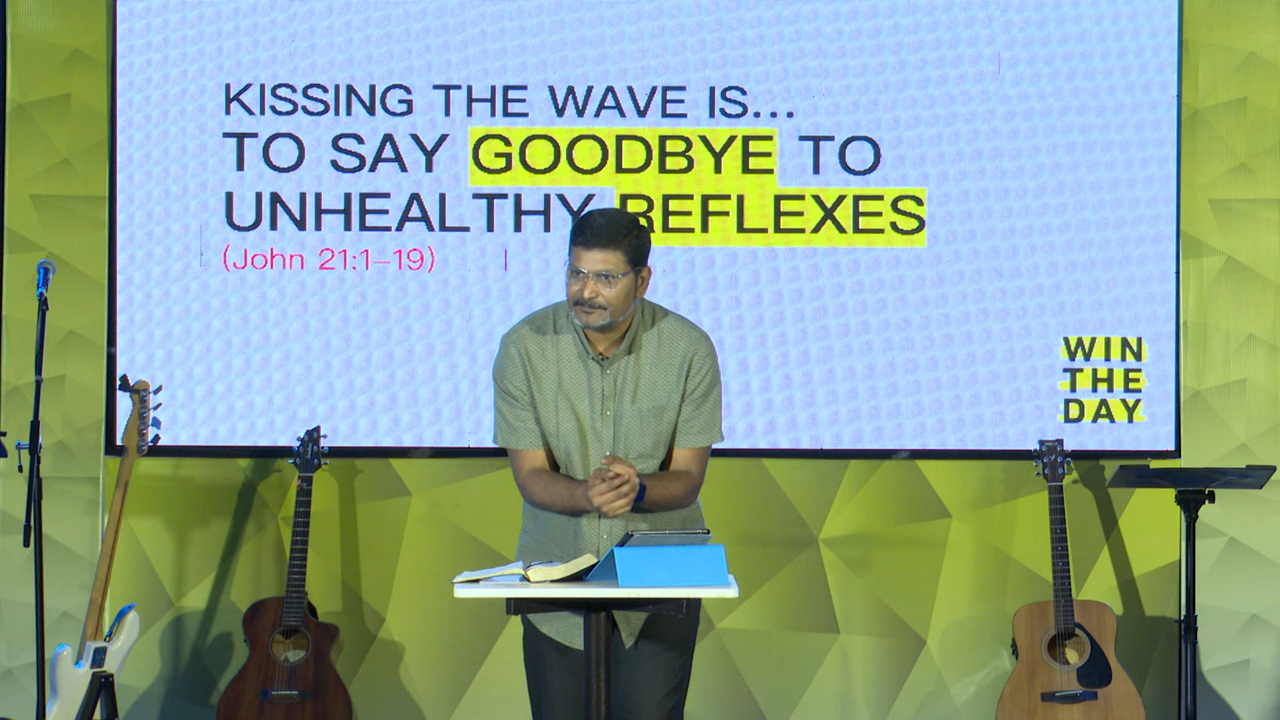 KISSING THE WAVE IS...
TO SAY GOODBYE TO
UNHEALTHY REFLEXES
(John 21:1–19)
WIN
THE
DAY